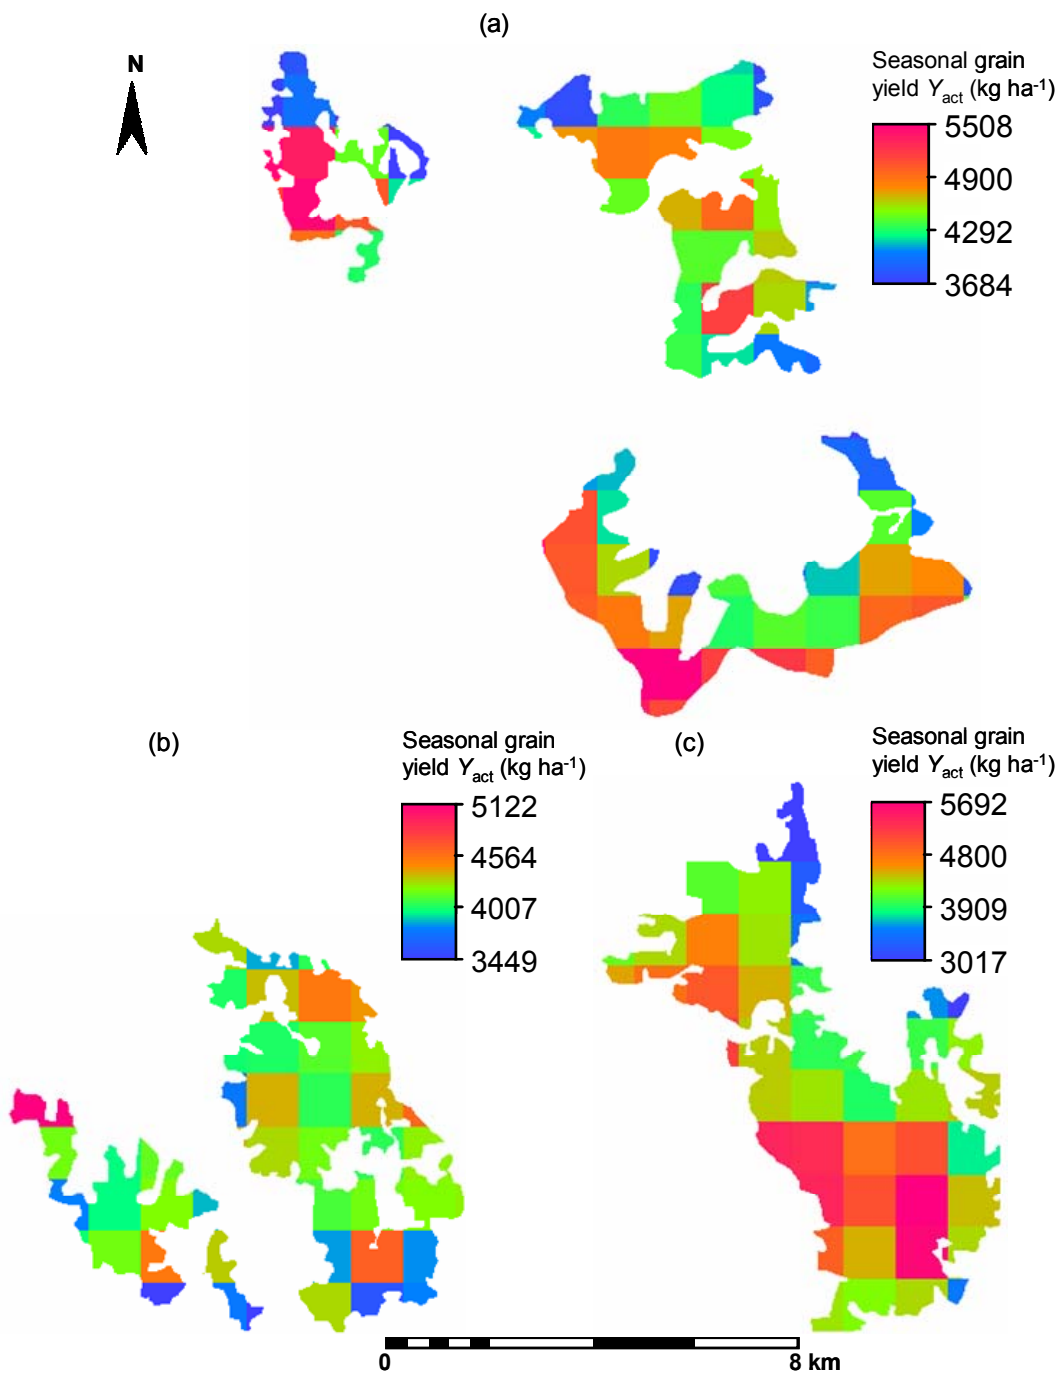 (a)
N
Seasonal grain
yield Yact (kg ha-1)
5508
4900
4292
3684
(b)
Seasonal grain
yield Yact (kg ha-1)
5122
4564
4007
3449
(c)
Seasonal grain
yield Yact (kg ha-1)
5692
4800
3909
3017
0 8 km